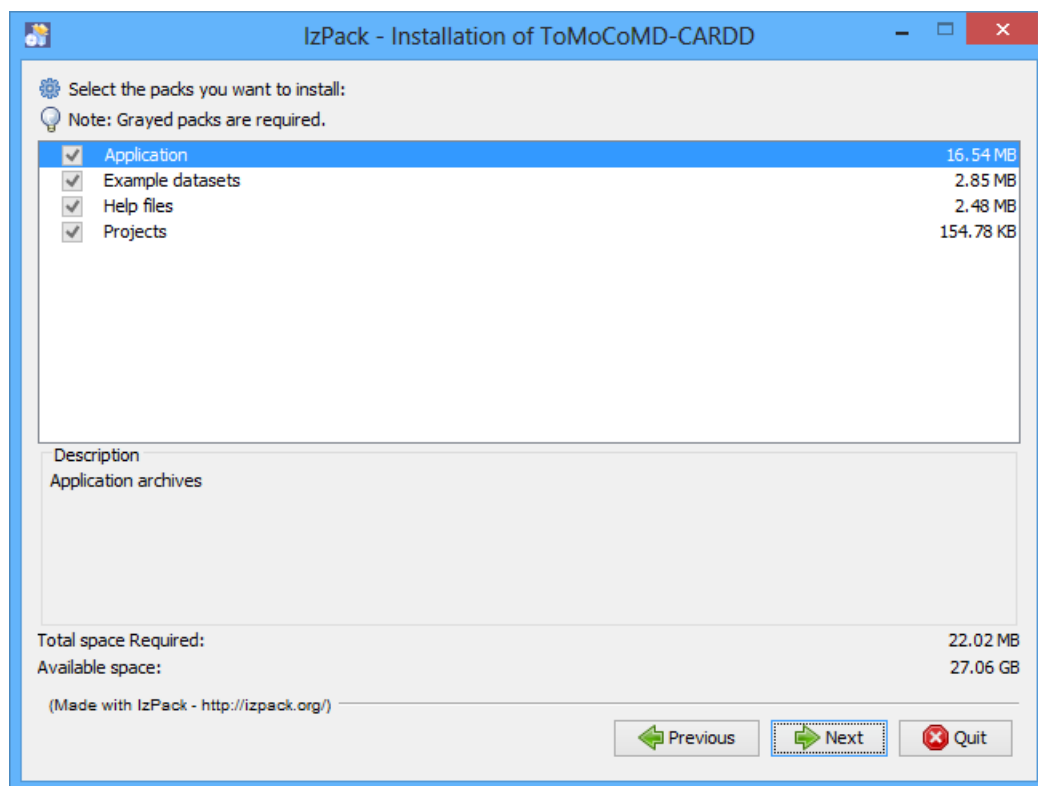 IzPack - Installation of ToMoCoMD-CARDD
Select the packs you want to install:
Note: Grayed packs are required.
Application 16.54 MB
Example datasets 2.85 MB
Help files 2.48 MB
Projects 154.78 KB
Description
Application archives
Total space Required: 22.02 MB
Available space: 27.06 GB
(Made with IzPack - http://izpack.org/)
Previous Next Quit